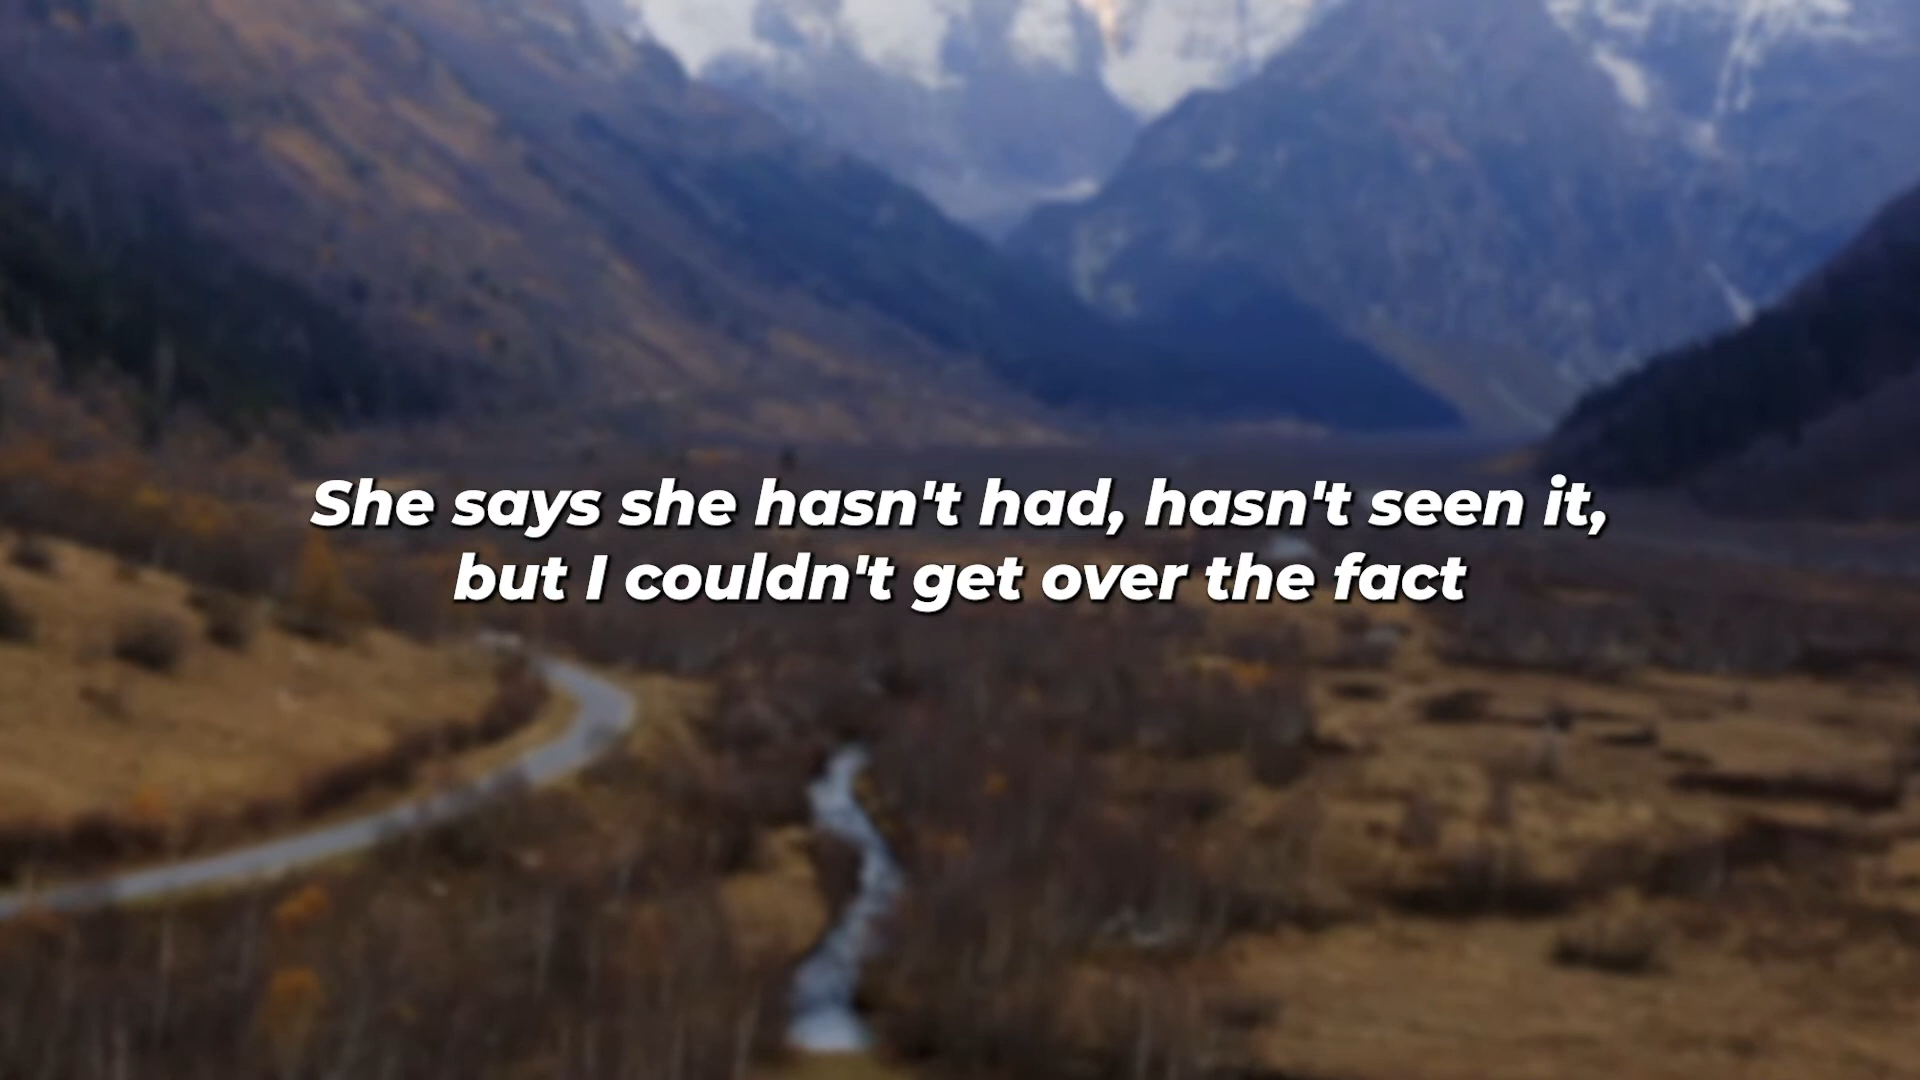 She says she hasn't had, hasn't seen it,
but I couldn't get over the fact